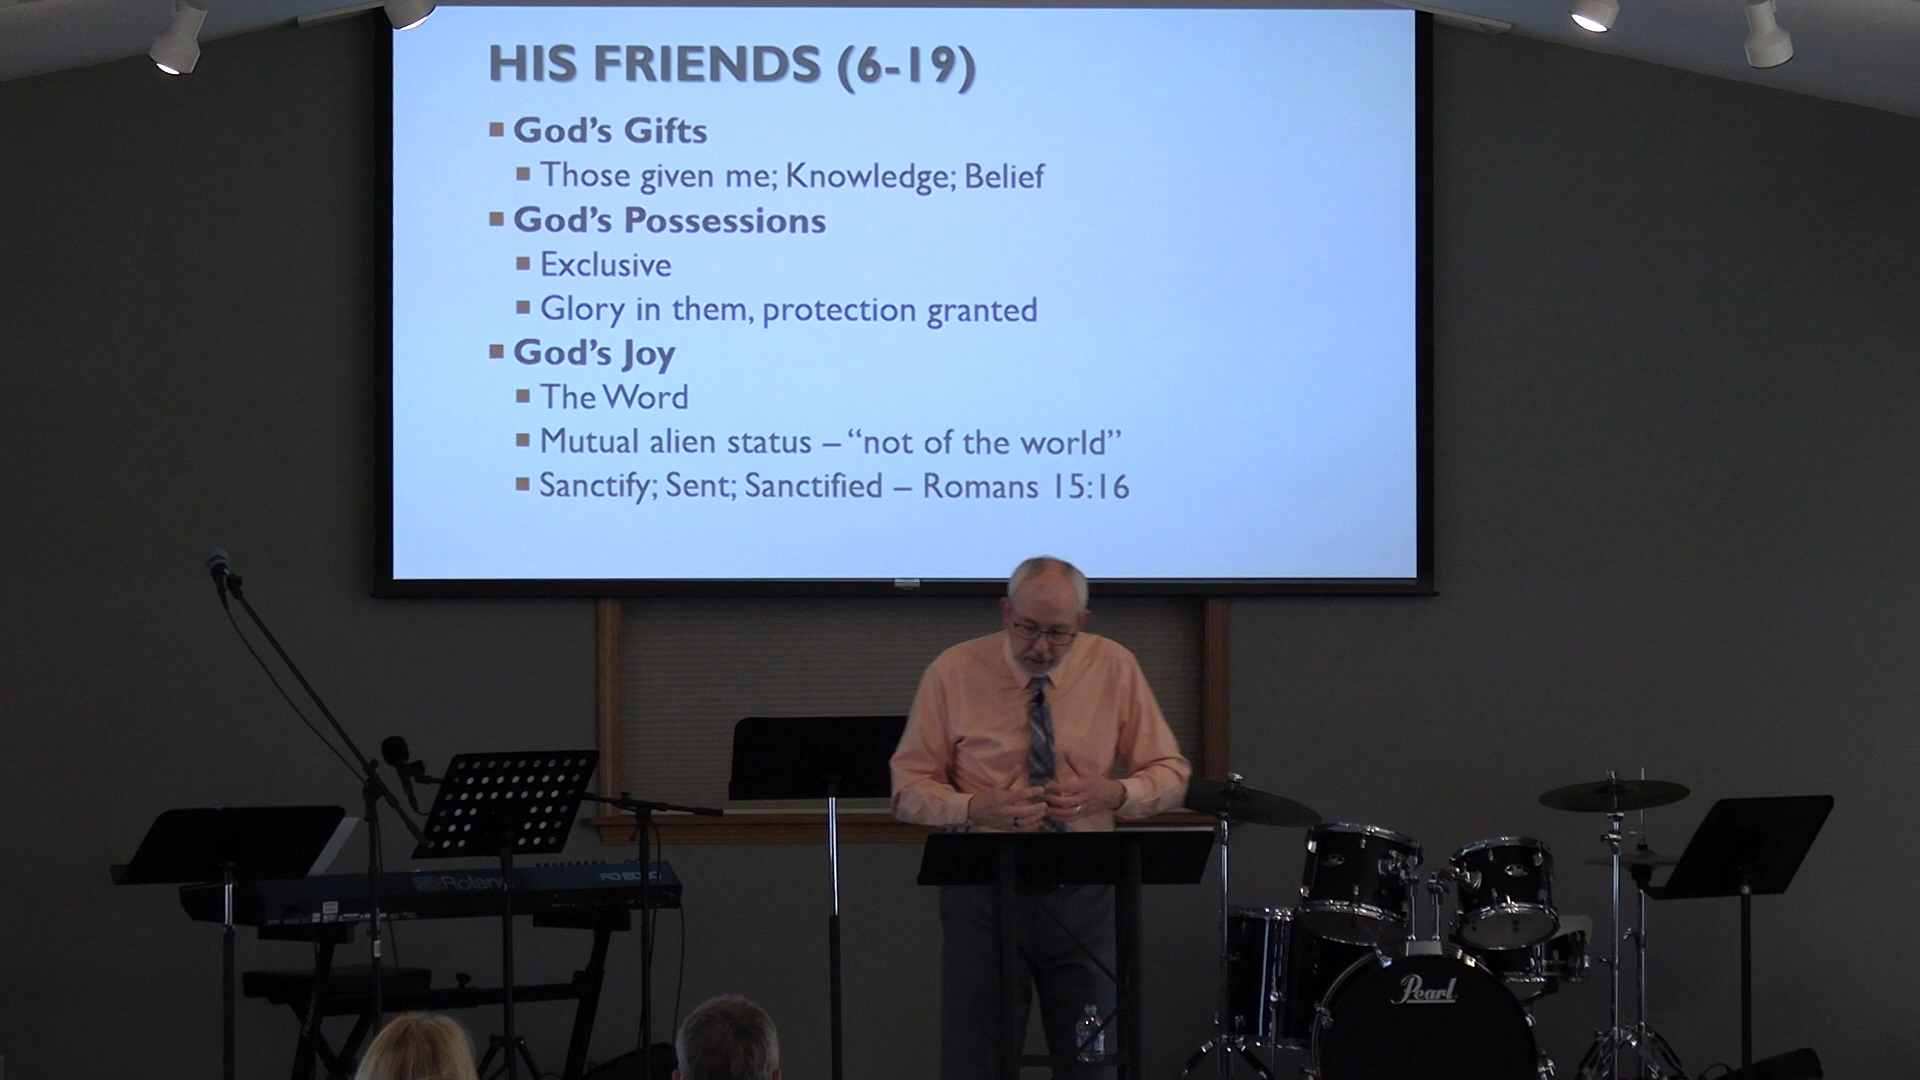 HIS FRIENDS (6-19)
God's Gifts
Those given me; Knowledge; Belief
God's Possessions
Exclusive
Glory in them, protection granted
God's Joy
The Word
Mutual alien status – “not of the world”
Sanctify; Sent; Sanctified – Romans 15:16
Roland
Pearl